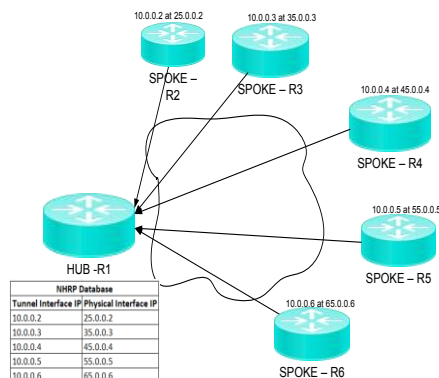 10.0.0.2 at 25.0.0.2
10.0.0.3 at 35.0.0.3
SPOKE –
R2
SPOKE – R3
10.0.0.4 at 45.0.0.4
SPOKE – R4
10.0.0.5 at 55.0.0.5
SPOKE – R5
HUB -R1
10.0.0.6 at 65.0.0.6
SPOKE – R6
NHRP Database
Tunnel Interface IP Physical Interface IP
10.0.0.2 25.0.0.2
10.0.0.3 35.0.0.3
10.0.0.4 45.0.0.4
10.0.0.5 55.0.0.5
10.0.0.6 65.0.0.6